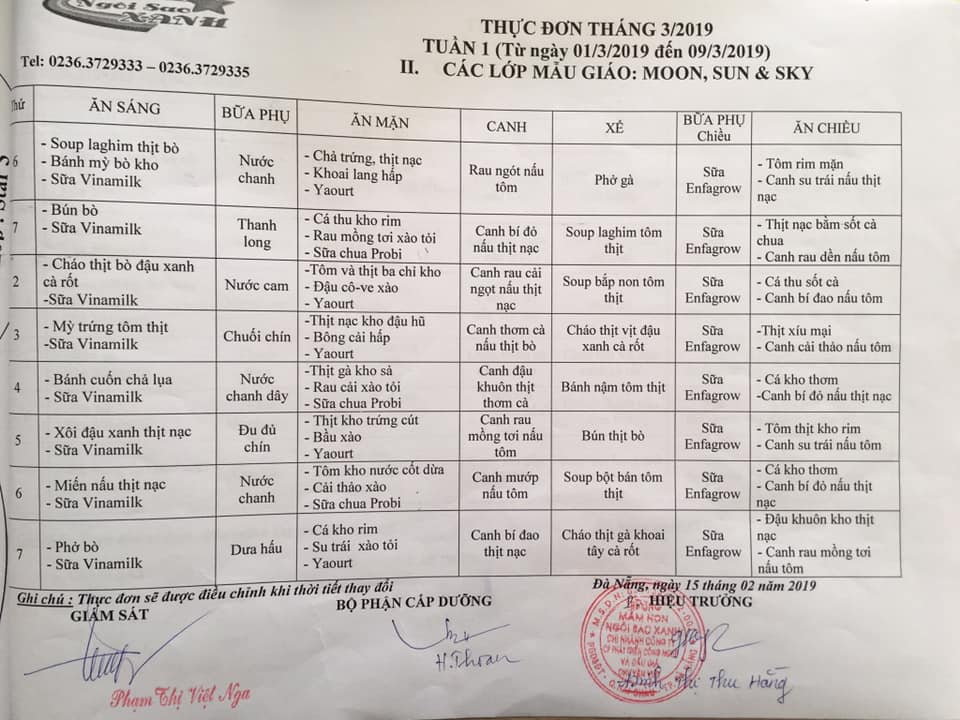 Ngôi Sao
XANH
Tel: 0236.3729333 – 0236.3729335
THỰC ĐƠN THÁNG 3/2019
TUẦN 1 (Từ ngày 01/3/2019 đến 09/3/2019)
II. CÁC LỚP MẪU GIÁO: MOON, SUN & SKY
Thứ ĂN SÁNG BỮA PHỤ ĂN MẶN CANH XẾ BỮA PHỤ Chiều ĂN CHIỀU
6
- Soup laghim thịt bò
- Bánh mỳ bò kho
- Sữa Vinamilk
Nước
chanh
- Chả trứng, thịt nạc
- Khoai lang hấp
- Yaourt
Rau ngót nấu
tôm
Phở gà
Sữa
Enfagrow
- Tôm rim mặn
- Canh su trái nấu thịt
nạc
7
- Bún bò
- Sữa Vinamilk
Thanh
long
- Cá thu kho rim
- Rau mồng tơi xào tỏi
- Sữa chua Probi
Canh bí đỏ
nấu thịt nạc
Soup laghim tôm
thịt
Sữa
Enfagrow
- Thịt nạc bằm sốt cà
chua
- Canh rau dền nấu tôm
2
- Cháo thịt bò đậu xanh
cà rốt
-Sữa Vinamilk
Nước cam
-Tôm và thịt ba chỉ kho
- Đậu cô-ve xào
- Yaourt
Canh rau cải
ngọt nấu thịt
nạc
Soup bắp non tôm
thịt
Sữa
Enfagrow
- Cá thu sốt cà
- Canh bí đao nấu tôm
3
- Mỳ trứng tôm thịt
-Sữa Vinamilk
Chuối chín
-Thịt nạc kho đậu hũ
- Bông cải hấp
- Yaourt
Canh thơm cà
nấu thịt bò
Cháo thịt vịt đậu
xanh cà rốt
Sữa
Enfagrow
-Thịt xíu mại
- Canh cải thảo nấu tôm
4
- Bánh cuốn chả lụa
- Sữa Vinamilk
Nước
chanh dây
-Thịt gà kho sả
- Rau cải xào tỏi
- Sữa chua Probi
Canh đậu
khuôn thịt
thơm cà
Bánh nậm tôm thịt
Sữa
Enfagrow
- Cá kho thơm
-Canh bí đỏ nấu thịt nạc
5
- Xôi đậu xanh thịt nạc
- Sữa Vinamilk
Đu đủ
chín
- Thịt kho trứng cút
- Bầu xào
- Yaourt
Canh rau
mồng tơi nấu
tôm
Bún thịt bò
Sữa
Enfagrow
- Tôm thịt kho rim
- Canh su trái nấu tôm
6
- Miến nấu thịt nạc
- Sữa Vinamilk
Nước
chanh
- Tôm kho nước cốt dừa
- Cải thảo xào
- Sữa chua Probi
Canh mướp
nấu tôm
Soup bột bán tôm
thịt
Sữa
Enfagrow
- Cá kho thơm
- Canh bí đỏ nấu thịt
nạc
7
- Phở bò
- Sữa Vinamilk
Dưa hấu
- Cá kho rim
- Su trái xào tỏi
- Yaourt
Canh bí đao
thịt nạc
Cháo thịt gà khoai
tây cà rốt
Sữa
Enfagrow
- Đậu khuôn kho thịt
nạc
- Canh rau mồng tơi
nấu tôm
Ghi chú : Thực đơn sẽ được điều chỉnh khi thời tiết thay đổi
Đà Nẵng, ngày 15 tháng 02 năm 2019
GIÁM SÁT
BỘ PHẬN CẤP DƯỠNG
HIỆU TRƯỞNG
MẦM NON
NGÔI SAO XANH
CHI NHÁNH CÔNG TY
Phạm Thị Việt Nga
H.Thoan
Thị Thu Hằng